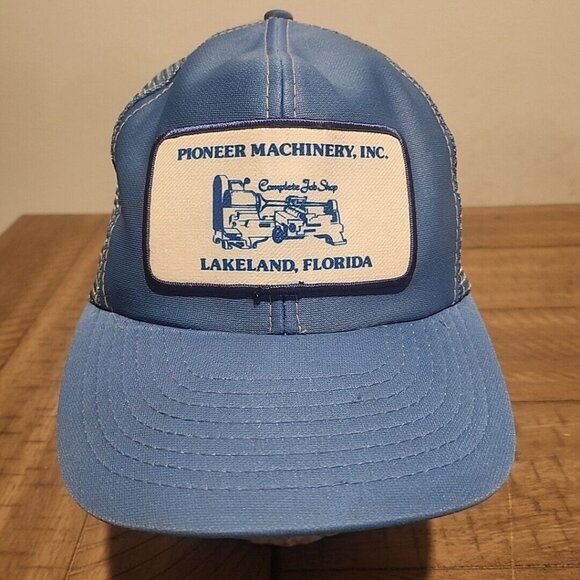 PIONEER MACHINERY, INC.
Complete Job Shop
LAKELAND, FLORIDA